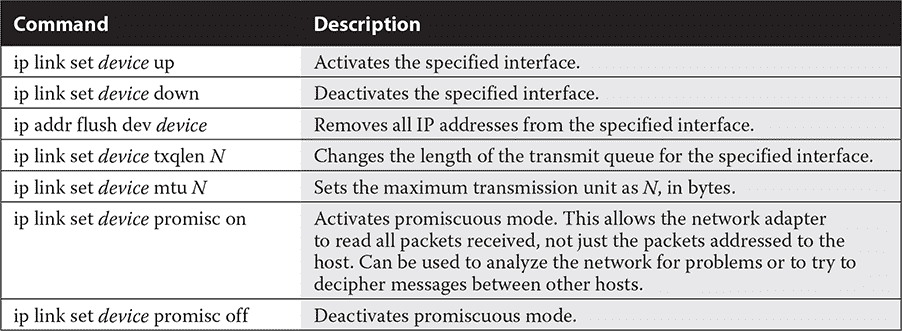 Command Description
ip link set device up Activates the specified interface.
ip link set device down Deactivates the specified interface.
ip addr flush dev device Removes all IP addresses from the specified interface.
ip link set device txqlen N Changes the length of the transmit queue for the specified interface.
ip link set device mtu N Sets the maximum transmission unit as N, in bytes.
ip link set device promisc on Activates promiscuous mode. This allows the network adapter
to read all packets received, not just the packets addressed to the
host. Can be used to analyze the network for problems or to try to
decipher messages between other hosts.
ip link set device promisc off Deactivates promiscuous mode.